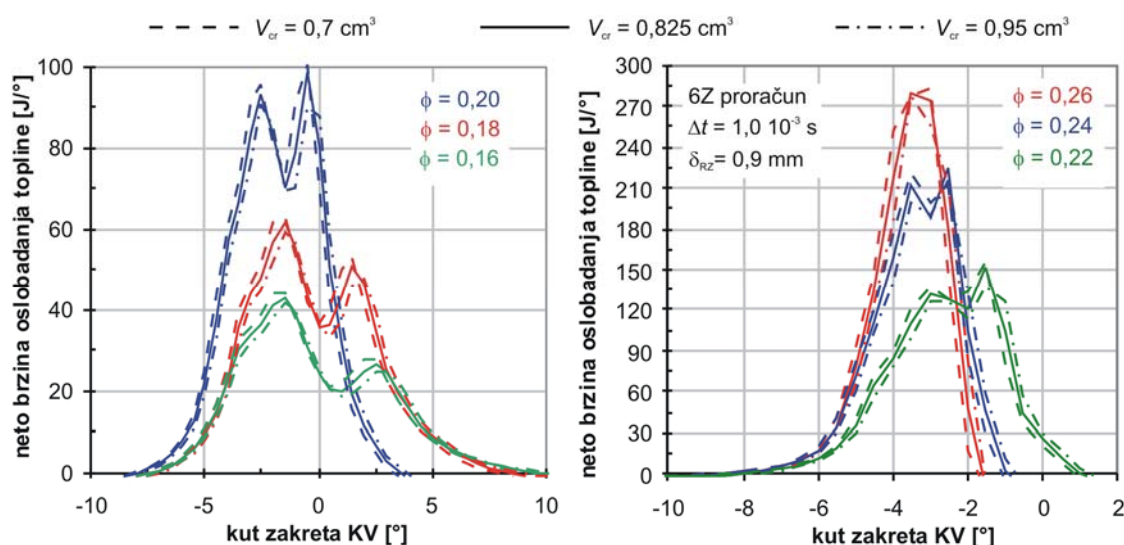 V_cr = 0,7 cm³ V_cr = 0,825 cm³ V_cr = 0,95 cm³
neto brzina oslobađanja topline [J/°]
100
80
60
40
20
0
ϕ = 0,20
ϕ = 0,18
ϕ = 0,16
-10 -5 0 5 10
kut zakreta KV [°]
neto brzina oslobađanja topline [J/°]
300
270
240
210
180
150
120
90
60
30
0
6Z proračun
Δt = 1,0 10⁻³ s
δ_RZ= 0,9 mm
ϕ = 0,26
ϕ = 0,24
ϕ = 0,22
-10 -8 -6 -4 -2 0 2
kut zakreta KV [°]